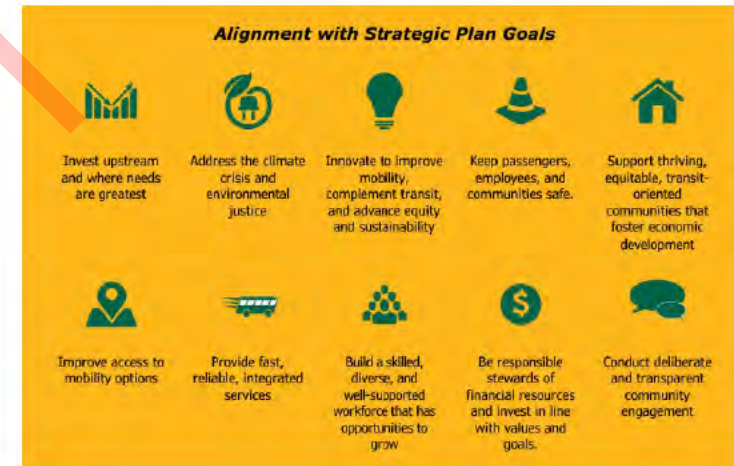 Alignment with Strategic Plan Goals
Invest upstream
and where needs
are greatest
Address the climate
crisis and
environmental
justice
Innovate to improve
mobility,
complement transit,
and advance equity
and sustainability
Keep passengers,
employees, and
communities safe.
Support thriving,
equitable, transit-
oriented
communities that
foster economic
development
Improve access to
mobility options
Provide fast,
reliable, integrated
services
Build a skilled,
diverse, and
well-supported
workforce that has
opportunities to
grow
$
Be responsible
stewards of
financial resources
and invest in line
with values and
goals.
Conduct deliberate
and transparent
community
engagement